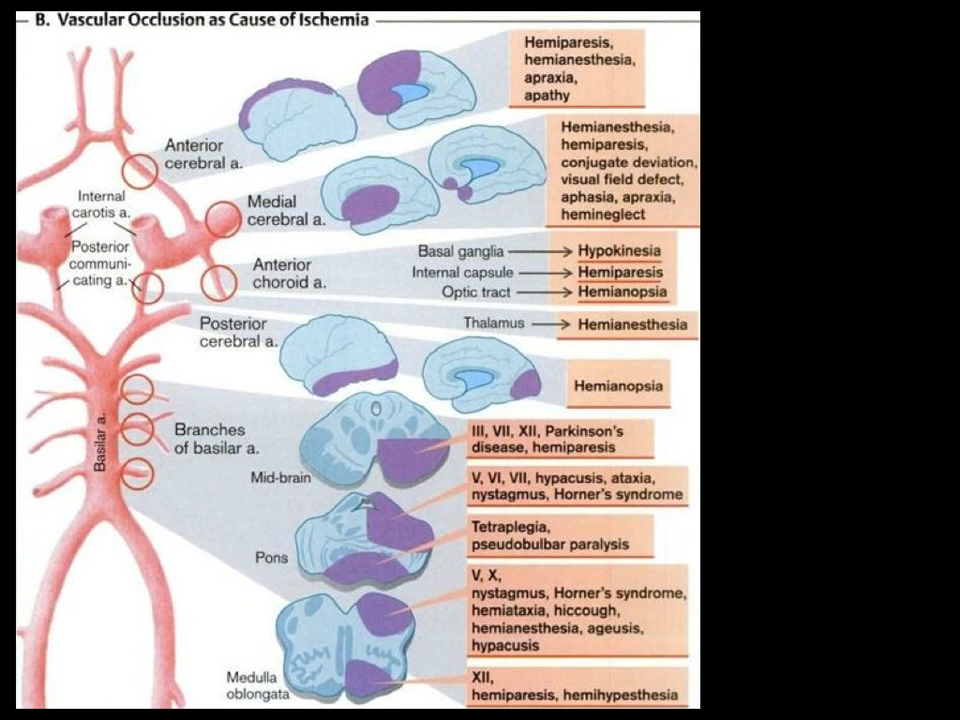 B. Vascular Occlusion as Cause of Ischemia
Hemiparesis,
hemianesthesia,
apraxia,
apathy
Anterior
cerebral a.
Hemianesthesia,
hemiparesis,
conjugate deviation,
visual field defect,
aphasia, apraxia,
hemineglect
Internal
carotis a.
Medial
cerebral a.
Posterior
communi-
cating a.
Anterior
choroid a.
Basal ganglia → Hypokinesia
Internal capsule → Hemiparesis
Optic tract → Hemianopsia
Posterior
cerebral a.
Thalamus → Hemianesthesia
Hemianopsia
Basilar a.
Branches
of basilar a.
Mid-brain
III, VII, XII, Parkinson's
disease, hemiparesis
V, VI, VII, hypacusis, ataxia,
nystagmus, Horner's syndrome
Pons
Tetraplegia,
pseudobulbar paralysis
V, X,
nystagmus, Horner's syndrome,
hemiataxia, hiccough,
hemianesthesia, ageusis,
hypacusis
Medulla
oblongata
XII,
hemiparesis, hemihypesthesia